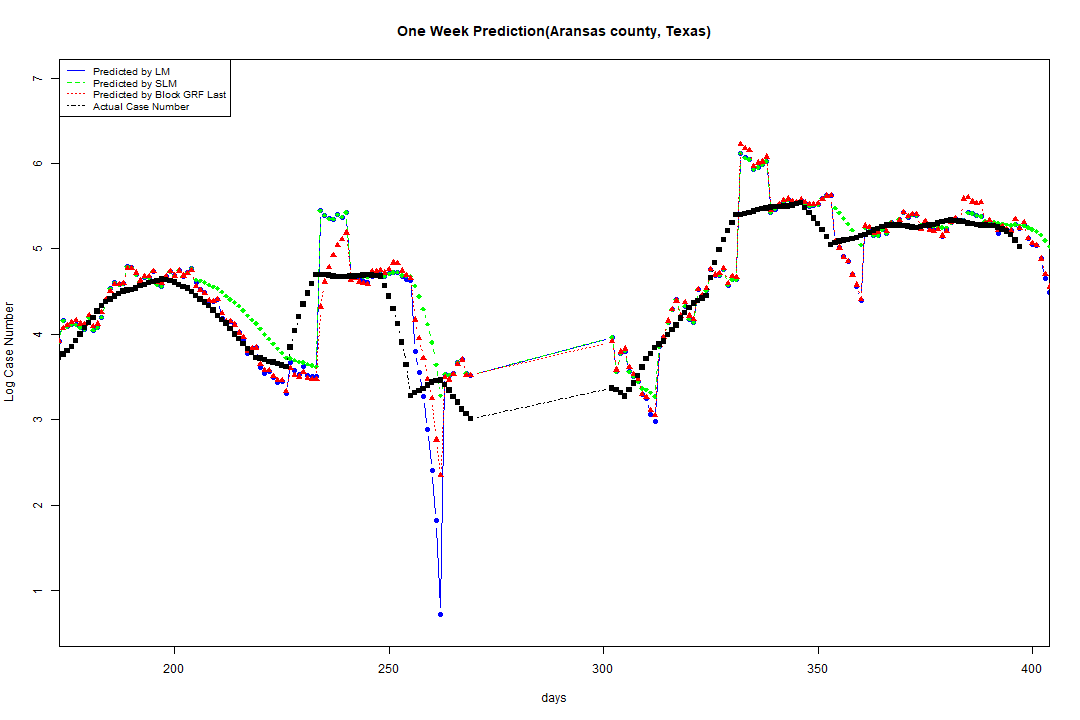 One Week Prediction(Aransas county, Texas)
Predicted by LM
Predicted by SLM
Predicted by Block GRF Last
Actual Case Number
7
6
5
4
3
2
1
Log Case Number
200
250
300
350
400
days